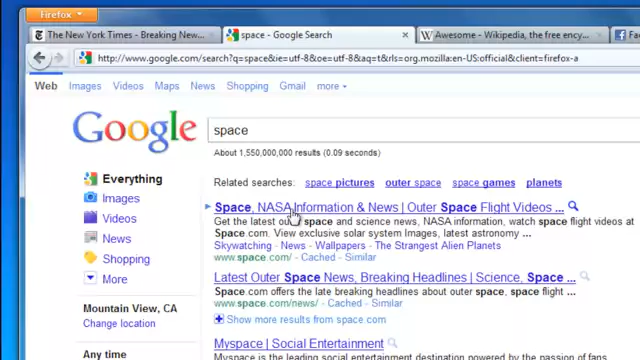 Firefox
The New York Times - Breaking News...
space - Google Search
Awesome - Wikipedia, the free ency...
Fa
http://www.google.com/search?q=space&ie=utf-8&oe=utf-8&aq=t&rls=org.mozilla:en-US:official&client=firefox-a
Web Images Videos Maps News Shopping Gmail more
Google
space
About 1,550,000,000 results (0.09 seconds)
Everything
Images
Videos
News
Shopping
More
Mountain View, CA
Change location
Any time
Related searches: space pictures outer space space games planets
Space, NASA Information & News | Outer Space Flight Videos ...
Get the latest outer space and science news, NASA information, watch space flight videos at
Space.com. View exclusive solar system Images, latest astronomy ...
Skywatching - News - Wallpapers - The Strangest Alien Planets
www.space.com/ - Cached - Similar
Latest Outer Space News, Breaking Headlines | Science, Space ...
Space.com offers the late breaking headlines about outer space, space flight ...
www.space.com/news/ - Cached - Similar
Show more results from space.com
Myspace | Social Entertainment
Myspace is the leading social entertainment destination powered by the passion of fans.